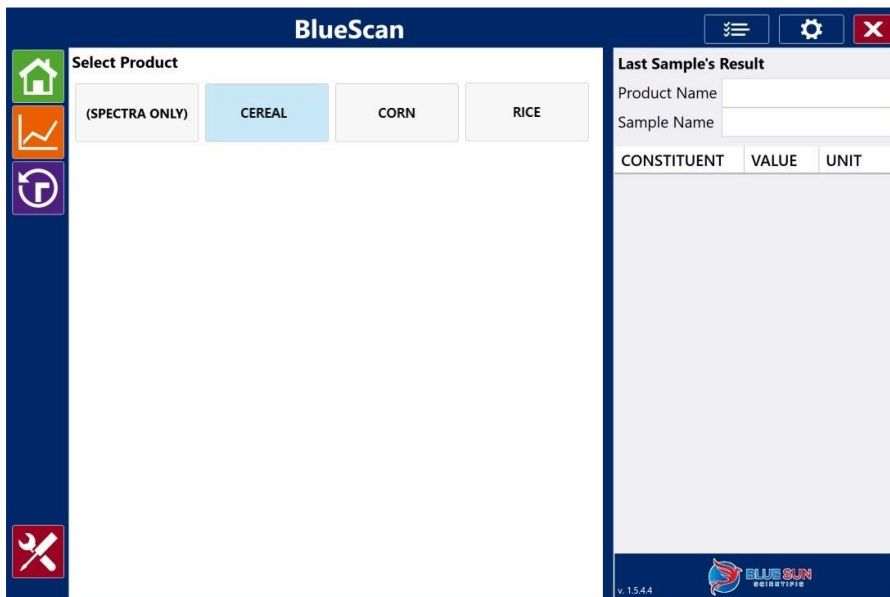 BlueScan
Select Product
(SPECTRA ONLY) CEREAL CORN RICE
Last Sample's Result
Product Name
Sample Name
CONSTITUENT VALUE UNIT
BLUE SUN
SCIENTIFIC
v. 1.5.4.4